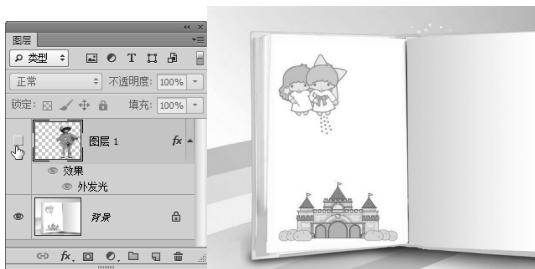 图层
类型 T
正常 不透明度: 100%
锁定: 填充: 100%
图层 1 fx
效果
外发光
背景
fx.